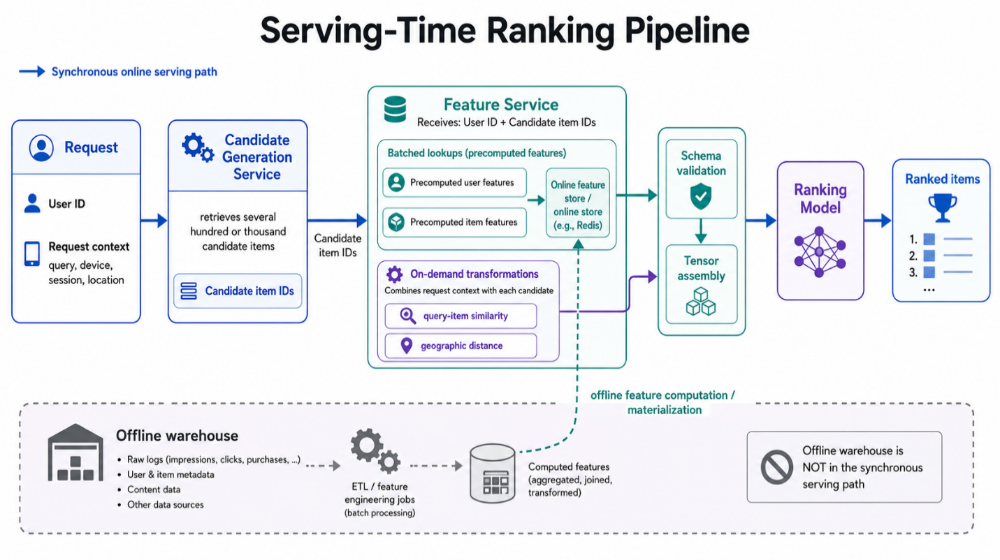 Serving-Time Ranking Pipeline
Synchronous online serving path
Request
User ID
Request context
query, device,
session, location
Candidate
Generation
Service
retrieves several
hundred or thousand
candidate items
Candidate item IDs
Candidate
item IDs
Feature Service
Receives: User ID + Candidate item IDs
Batched lookups (precomputed features)
Precomputed user features
Precomputed item features
Online feature
store /
online store
(e.g., Redis)
On-demand transformations
Combines request context with each candidate
query-item similarity
geographic distance
Schema
validation
Tensor
assembly
Ranking
Model
Ranked items
1.
2.
3.
...
offline feature computation /
materialization
Offline warehouse
• Raw logs (impressions, clicks, purchases, ...)
• User & item metadata
• Content data
• Other data sources
ETL / feature
engineering jobs
(batch processing)
Computed features
(aggregated, joined,
transformed)
Offline warehouse is
NOT in the synchronous
serving path